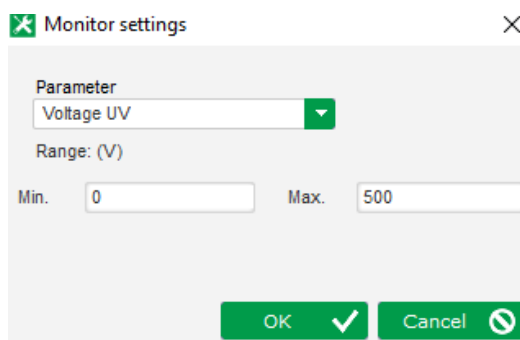 Monitor settings
Parameter
Voltage UV
Range: (V)
Min. 0 Max. 500
OK Cancel